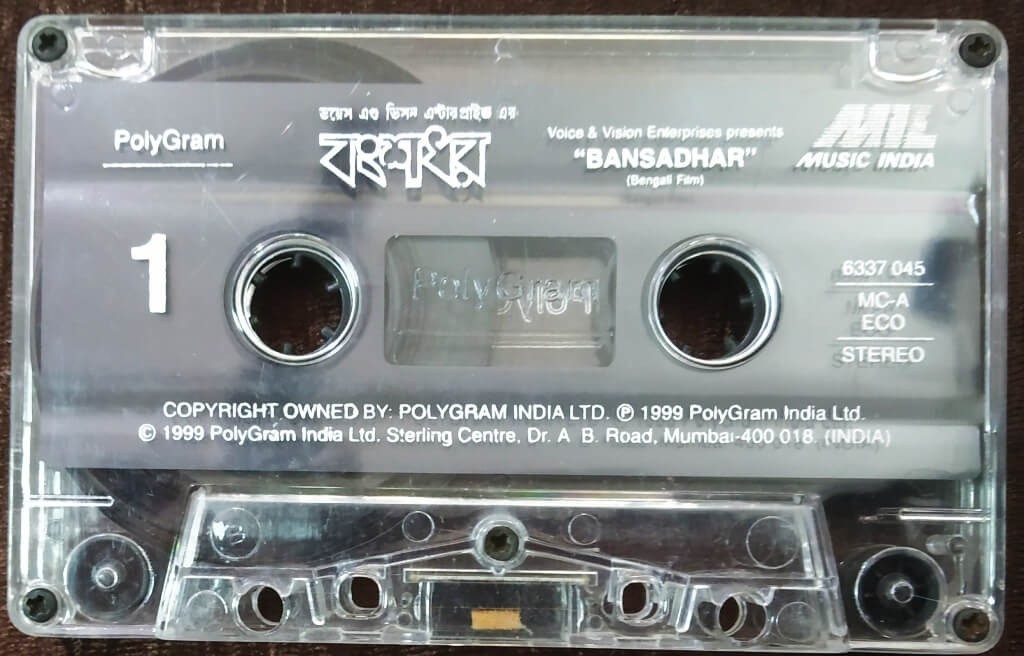 PolyGram
ভয়েস এণ্ড ভিসন এন্টারপ্রাইজ এর
বংশধর
Voice & Vision Enterprises presents
"BANSADHAR"
(Bengali Film)
MIL
MUSIC INDIA
1
PolyGram
6337 045
MC-A
ECO
STEREO
COPYRIGHT OWNED BY: POLYGRAM INDIA LTD. ℗ 1999 PolyGram India Ltd.
© 1999 PolyGram India Ltd. Sterling Centre, Dr. A. B. Road, Mumbai-400 018. (INDIA)